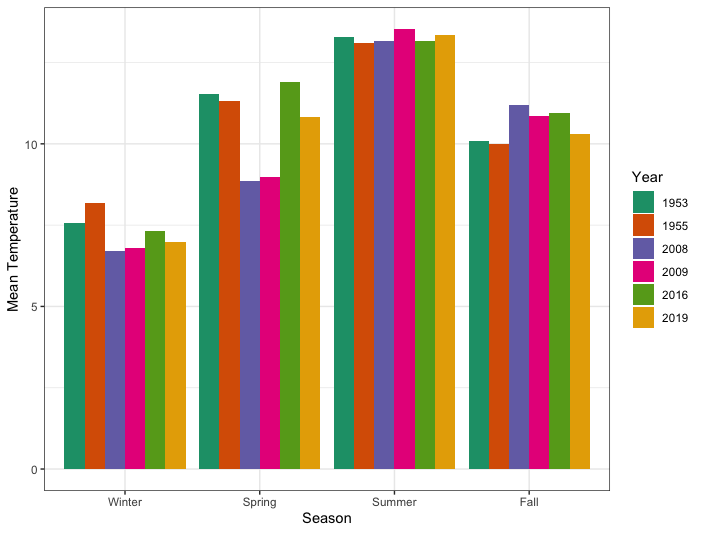 Mean Temperature
10
5
0
Winter Spring Summer Fall
Season
Year
1953
1955
2008
2009
2016
2019